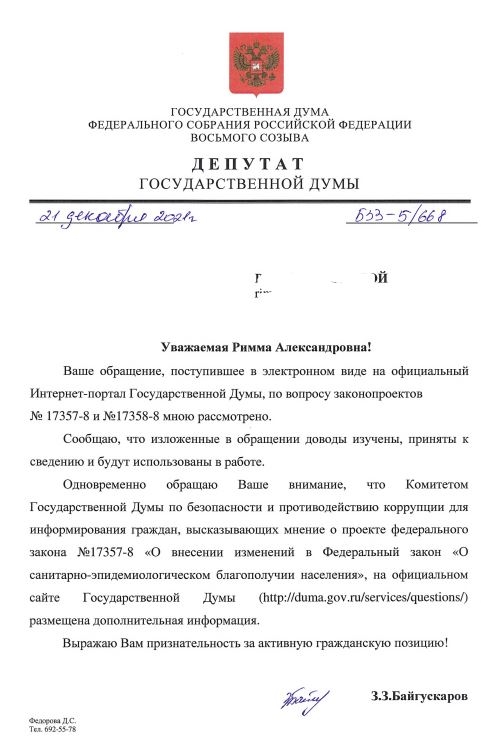 ГОСУДАРСТВЕННАЯ ДУМА
ФЕДЕРАЛЬНОГО СОБРАНИЯ РОССИЙСКОЙ ФЕДЕРАЦИИ
ВОСЬМОГО СОЗЫВА
ДЕПУТАТ
ГОСУДАРСТВЕННОЙ ДУМЫ
21 декабря 2021г БЗЗ-5/668
Уважаемая Римма Александровна!
Ваше обращение, поступившее в электронном виде на официальный
Интернет-портал Государственной Думы, по вопросу законопроектов
№ 17357-8 и №17358-8 мною рассмотрено.
Сообщаю, что изложенные в обращении доводы изучены, приняты к
сведению и будут использованы в работе.
Одновременно обращаю Ваше внимание, что Комитетом
Государственной Думы по безопасности и противодействию коррупции для
информирования граждан, высказывающих мнение о проекте федерального
закона №17357-8 «О внесении изменений в Федеральный закон «О
санитарно-эпидемиологическом благополучии населения», на официальном
сайте Государственной Думы (http://duma.gov.ru/services/questions/)
размещена дополнительная информация.
Выражаю Вам признательность за активную гражданскую позицию!
З.З.Байгускаров
Федорова Д.С.
Тел. 692-55-78